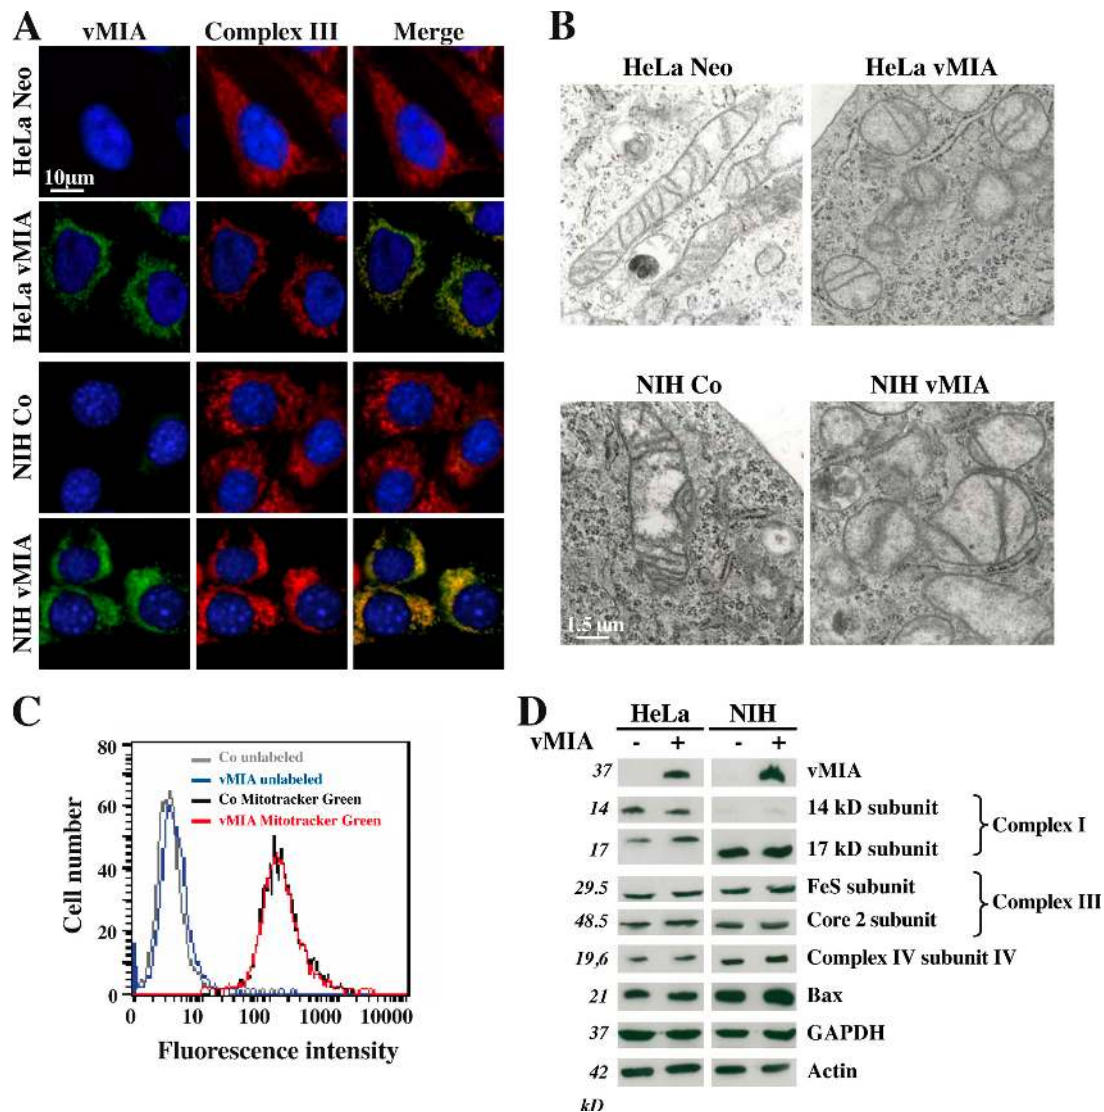 A
vMIA Complex III Merge
HeLa Neo
10µm
HeLa vMIA
NIH Co
NIH vMIA
B
HeLa Neo HeLa vMIA
NIH Co NIH vMIA
1.5 µm
C
Cell number
80
60
40
20
0
Co unlabeled
vMIA unlabeled
Co Mitotracker Green
vMIA Mitotracker Green
0 10 100 1000 10000
Fluorescence intensity
D
HeLa NIH
vMIA - + - +
37 vMIA
14 14 kD subunit
Complex I
17 17 kD subunit
29.5 FeS subunit
Complex III
48.5 Core 2 subunit
19,6 Complex IV subunit IV
21 Bax
37 GAPDH
42 Actin
kD